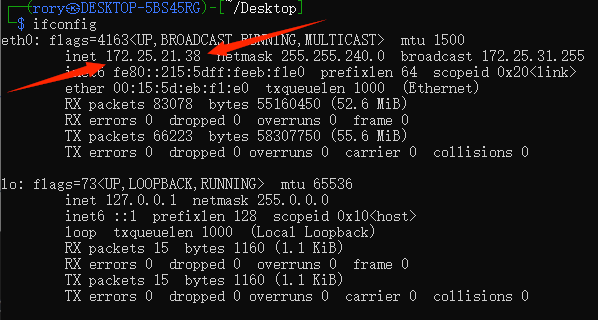 (rory㉿DESKTOP-5BS45RG)-[~/Desktop]
$ ifconfig
eth0: flags=4163<UP,BROADCAST,RUNNING,MULTICAST>  mtu 1500
inet 172.25.21.38  netmask 255.255.240.0  broadcast 172.25.31.255
inet6 fe80::215:5dff:feeb:f1e0  prefixlen 64  scopeid 0x20<link>
ether 00:15:5d:eb:f1:e0  txqueuelen 1000  (Ethernet)
RX packets 83078  bytes 55160450 (52.6 MiB)
RX errors 0  dropped 0  overruns 0  frame 0
TX packets 66223  bytes 58307750 (55.6 MiB)
TX errors 0  dropped 0 overruns 0  carrier 0  collisions 0
lo: flags=73<UP,LOOPBACK,RUNNING>  mtu 65536
inet 127.0.0.1  netmask 255.0.0.0
inet6 ::1  prefixlen 128  scopeid 0x10<host>
loop  txqueuelen 1000  (Local Loopback)
RX packets 15  bytes 1160 (1.1 KiB)
RX errors 0  dropped 0  overruns 0  frame 0
TX packets 15  bytes 1160 (1.1 KiB)
TX errors 0  dropped 0 overruns 0  carrier 0  collisions 0